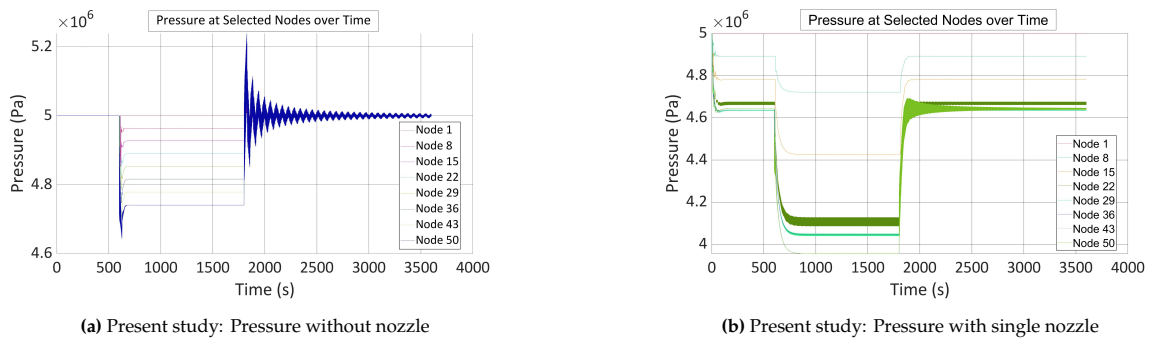 Pressure at Selected Nodes over Time
×10⁶
5.2
5
4.8
4.6
Pressure (Pa)
0 500 1000 1500 2000 2500 3000 3500 4000
Time (s)
Node 1
Node 8
Node 15
Node 22
Node 29
Node 36
Node 43
Node 50
(a) Present study: Pressure without nozzle
Pressure at Selected Nodes over Time
×10⁶
5
4.8
4.6
4.4
4.2
4
Pressure (Pa)
0 500 1000 1500 2000 2500 3000 3500 4000
Time (s)
Node 1
Node 8
Node 15
Node 22
Node 29
Node 36
Node 43
Node 50
(b) Present study: Pressure with single nozzle